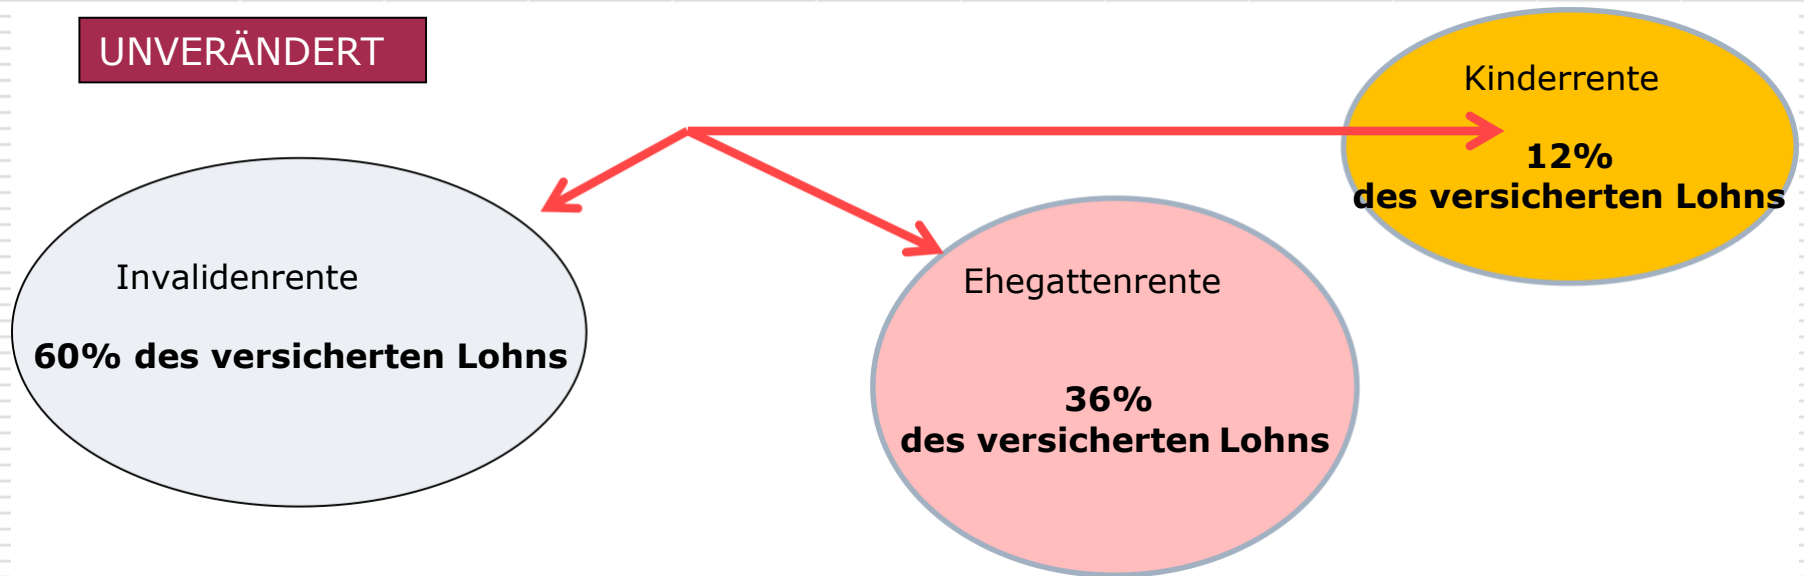 UNVERÄNDERT
Kinderrente
12%
des versicherten Lohns
Invalidenrente
60% des versicherten Lohns
Ehegattenrente
36%
des versicherten Lohns